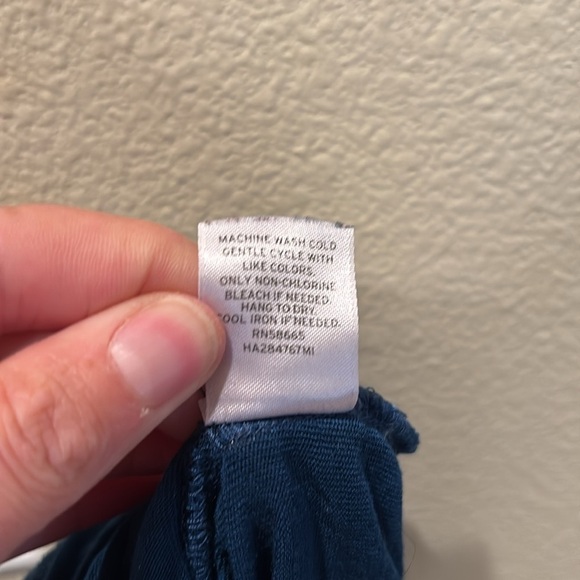 MACHINE WASH COLD
GENTLE CYCLE WITH
LIKE COLORS.
ONLY NON-CHLORINE
BLEACH IF NEEDED.
HANG TO DRY.
COOL IRON IF NEEDED.
RN58665
HA284767MI